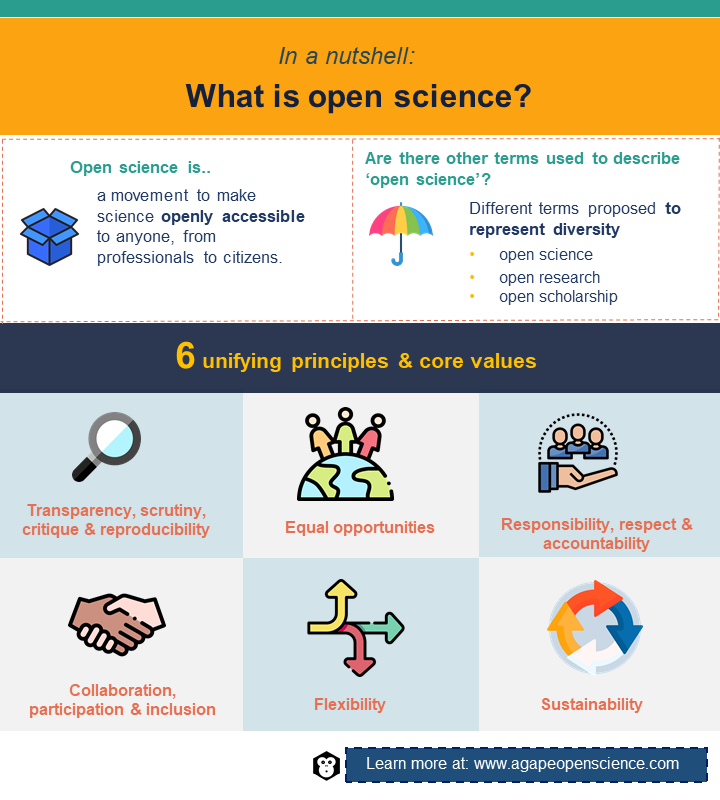 In a nutshell:
What is open science?
Open science is..
a movement to make
science openly accessible
to anyone, from
professionals to citizens.
Are there other terms used to describe
‘open science’?
Different terms proposed to
represent diversity
• open science
• open research
• open scholarship
6 unifying principles & core values
Transparency, scrutiny,
critique & reproducibility
Equal opportunities
Responsibility, respect &
accountability
Collaboration,
participation & inclusion
Flexibility
Sustainability
Learn more at: www.agapeopenscience.com